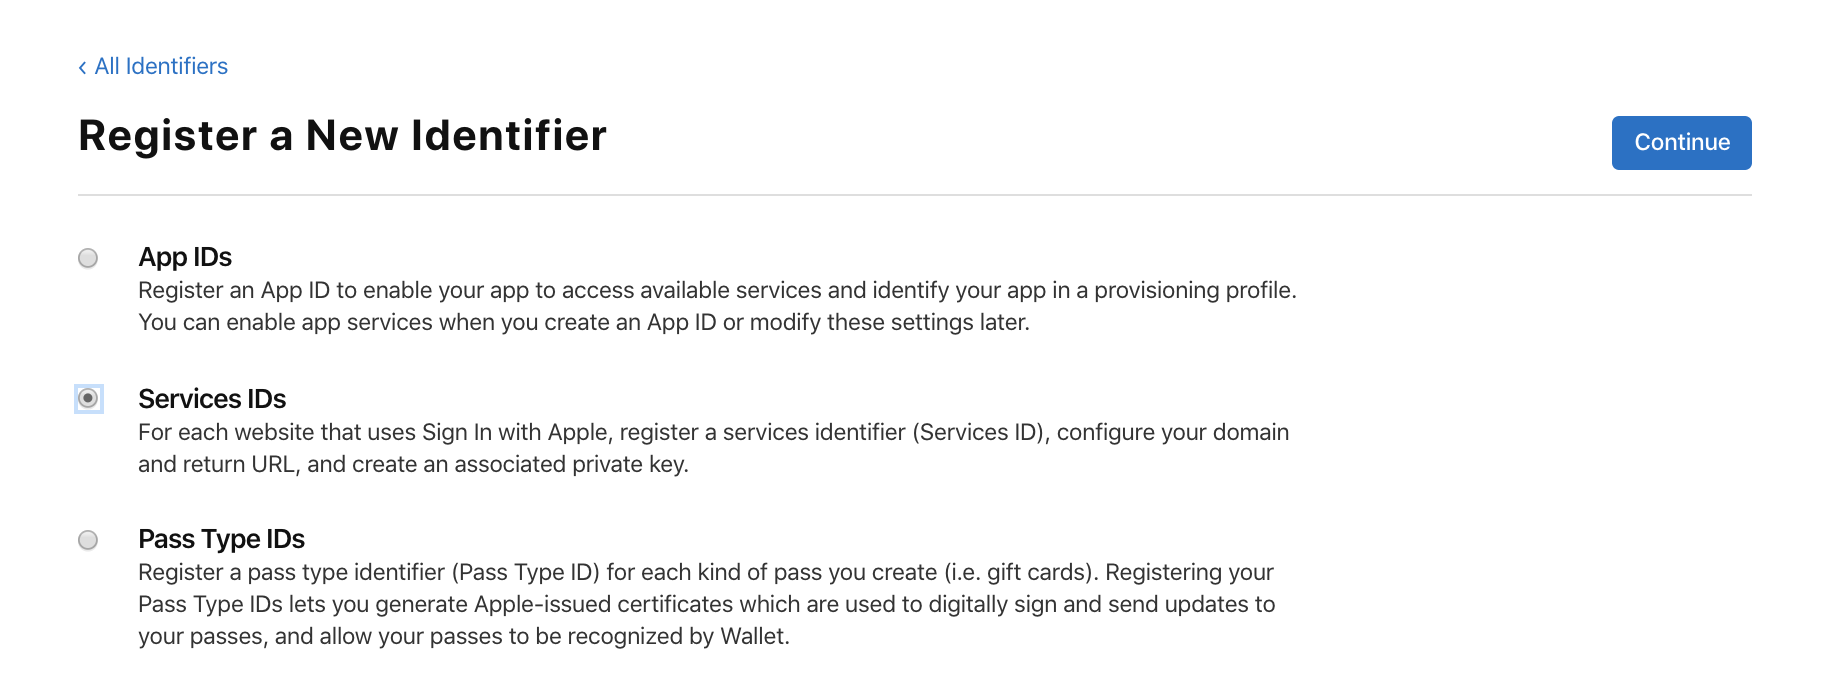 ‹ All Identifiers
Register a New Identifier
Continue
App IDs
Register an App ID to enable your app to access available services and identify your app in a provisioning profile.
You can enable app services when you create an App ID or modify these settings later.
Services IDs
For each website that uses Sign In with Apple, register a services identifier (Services ID), configure your domain
and return URL, and create an associated private key.
Pass Type IDs
Register a pass type identifier (Pass Type ID) for each kind of pass you create (i.e. gift cards). Registering your
Pass Type IDs lets you generate Apple-issued certificates which are used to digitally sign and send updates to
your passes, and allow your passes to be recognized by Wallet.